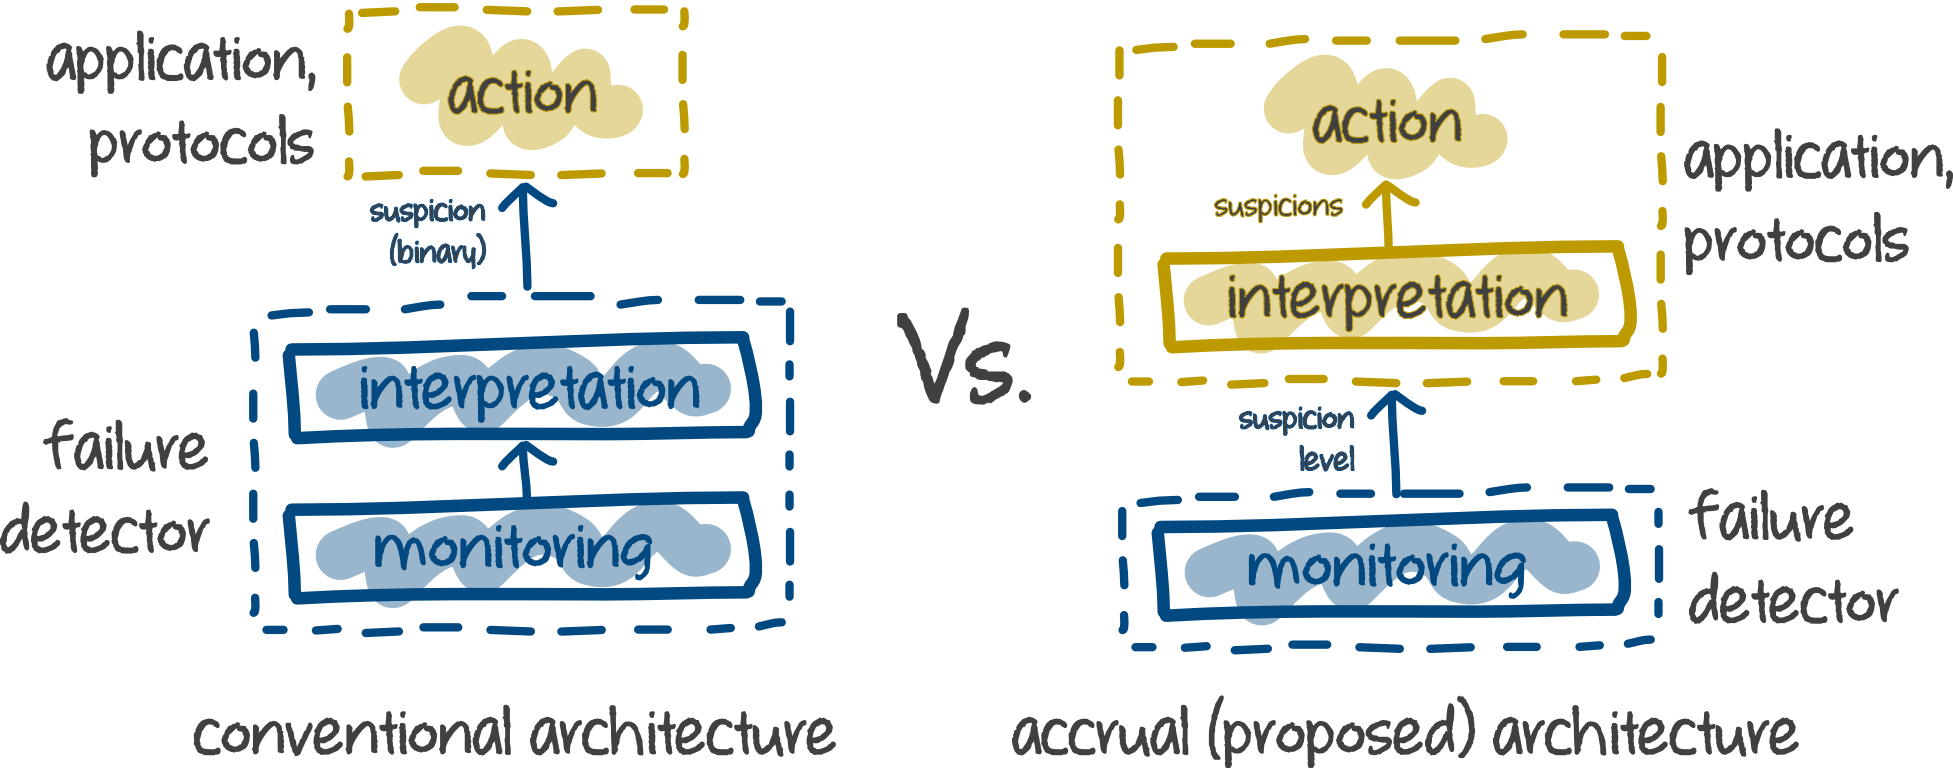 application,
protocols
action
suspicion
(binary)
interpretation
failure
detector
monitoring
conventional architecture
Vs.
action
application,
protocols
suspicions
interpretation
suspicion
level
monitoring
failure
detector
accrual (proposed) architecture